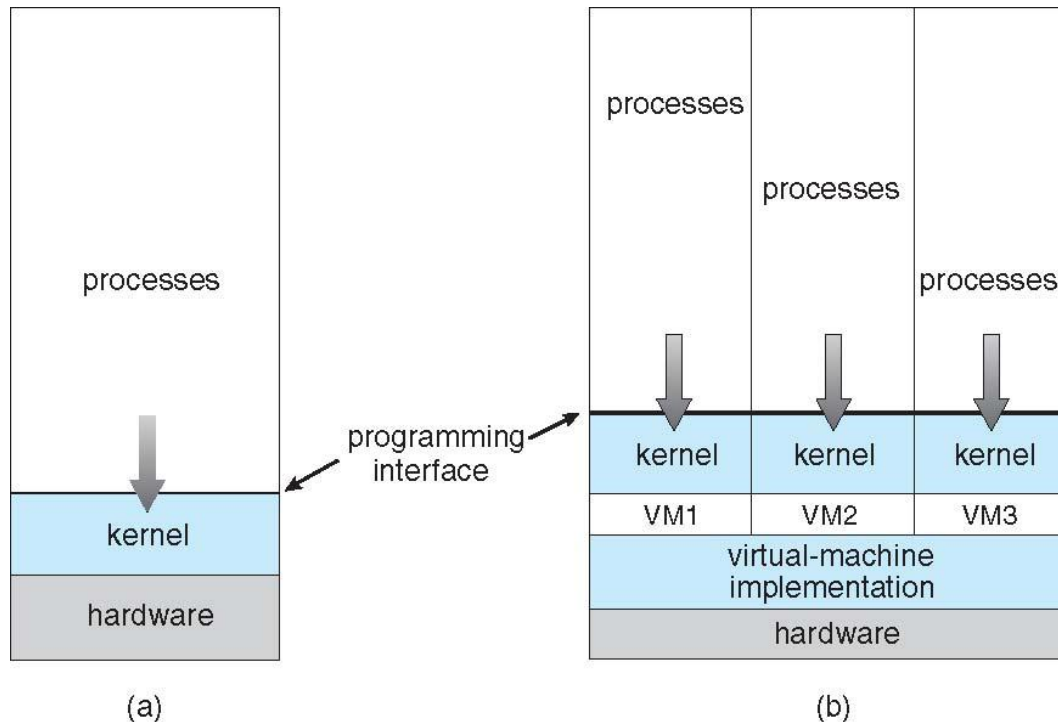 processes
kernel
hardware
(a)
programming
interface
processes
processes
processes
kernel
kernel
kernel
VM1
VM2
VM3
virtual-machine
implementation
hardware
(b)